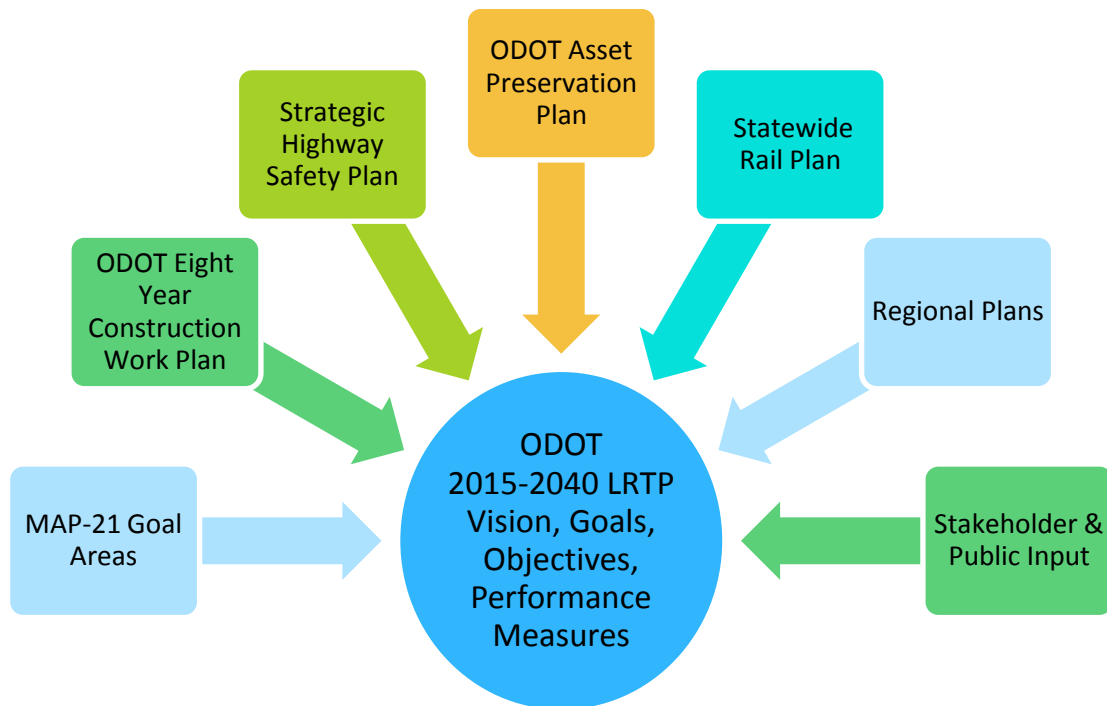 ODOT Asset
Preservation
Plan
Strategic
Highway
Safety Plan
Statewide
Rail Plan
ODOT Eight
Year
Construction
Work Plan
Regional Plans
MAP-21 Goal
Areas
ODOT
2015-2040 LRTP
Vision, Goals,
Objectives,
Performance
Measures
Stakeholder &
Public Input